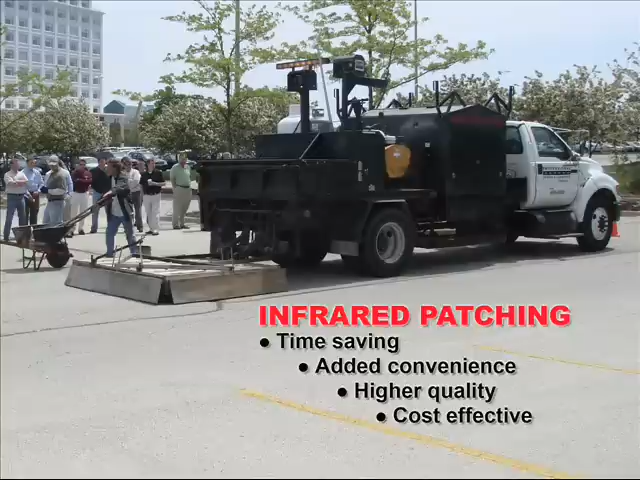 INFRARED PATCHING
● Time saving
● Added convenience
● Higher quality
● Cost effective